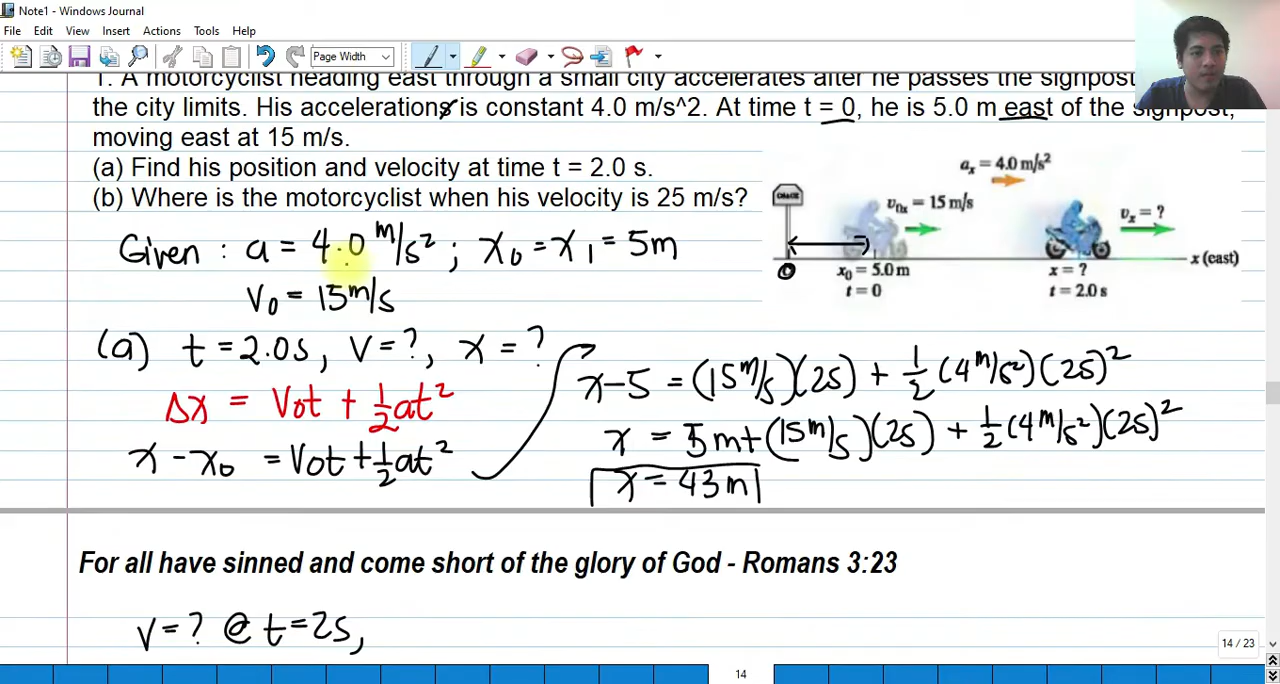 Note1 - Windows Journal
File Edit View Insert Actions Tools Help
Page Width
1. A motorcyclist heading east through a small city accelerates after he passes the signpost
the city limits. His accelerations is constant 4.0 m/s^2. At time t = 0, he is 5.0 m east of the signpost,
moving east at 15 m/s.
(a) Find his position and velocity at time t = 2.0 s.
(b) Where is the motorcyclist when his velocity is 25 m/s?
aₓ = 4.0 m/s²
v₀ₓ = 15 m/s
vₓ = ?
O
x (east)
x₀ = 5.0 m
t = 0
x = ?
t = 2.0 s
Given : a = 4.0 m/s² ; x₀ = x₁ = 5m
V₀ = 15 m/s
(a) t = 2.0s, V = ?, x = ?
Δx = V₀t + 1/2 at²
x - x₀ = V₀t + 1/2 at²
x - 5 = (15 m/s)(2s) + 1/2 (4 m/s²)(2s)²
x = 5m + (15 m/s)(2s) + 1/2 (4 m/s²)(2s)²
x = 43m
For all have sinned and come short of the glory of God - Romans 3:23
V = ? @ t = 2s,
14 / 23
14